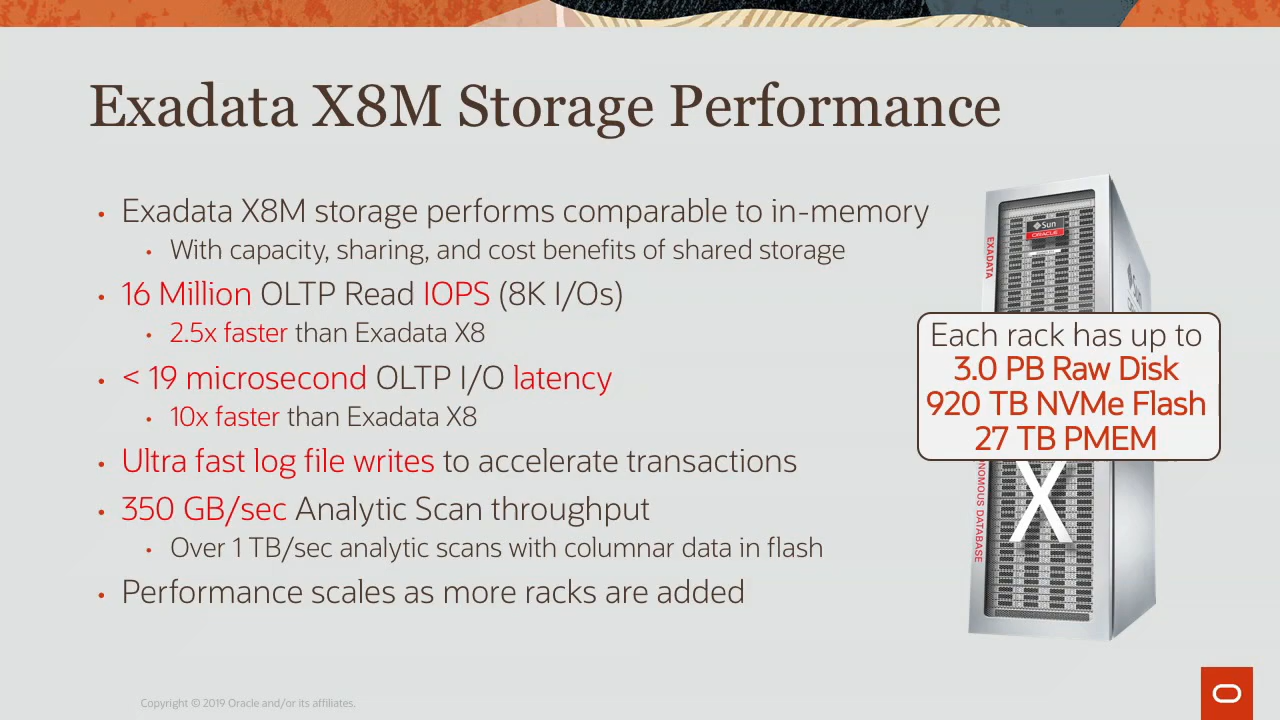 Exadata X8M Storage Performance
• Exadata X8M storage performs comparable to in-memory
• With capacity, sharing, and cost benefits of shared storage
• 16 Million OLTP Read IOPS (8K I/Os)
• 2.5x faster than Exadata X8
• < 19 microsecond OLTP I/O latency
• 10x faster than Exadata X8
• Ultra fast log file writes to accelerate transactions
• 350 GB/sec Analytic Scan throughput
• Over 1 TB/sec analytic scans with columnar data in flash
• Performance scales as more racks are added
Sun
ORACLE
EXADATA
Each rack has up to
3.0 PB Raw Disk
920 TB NVMe Flash
27 TB PMEM
X
DATABASE
Copyright © 2019 Oracle and/or its affiliates.